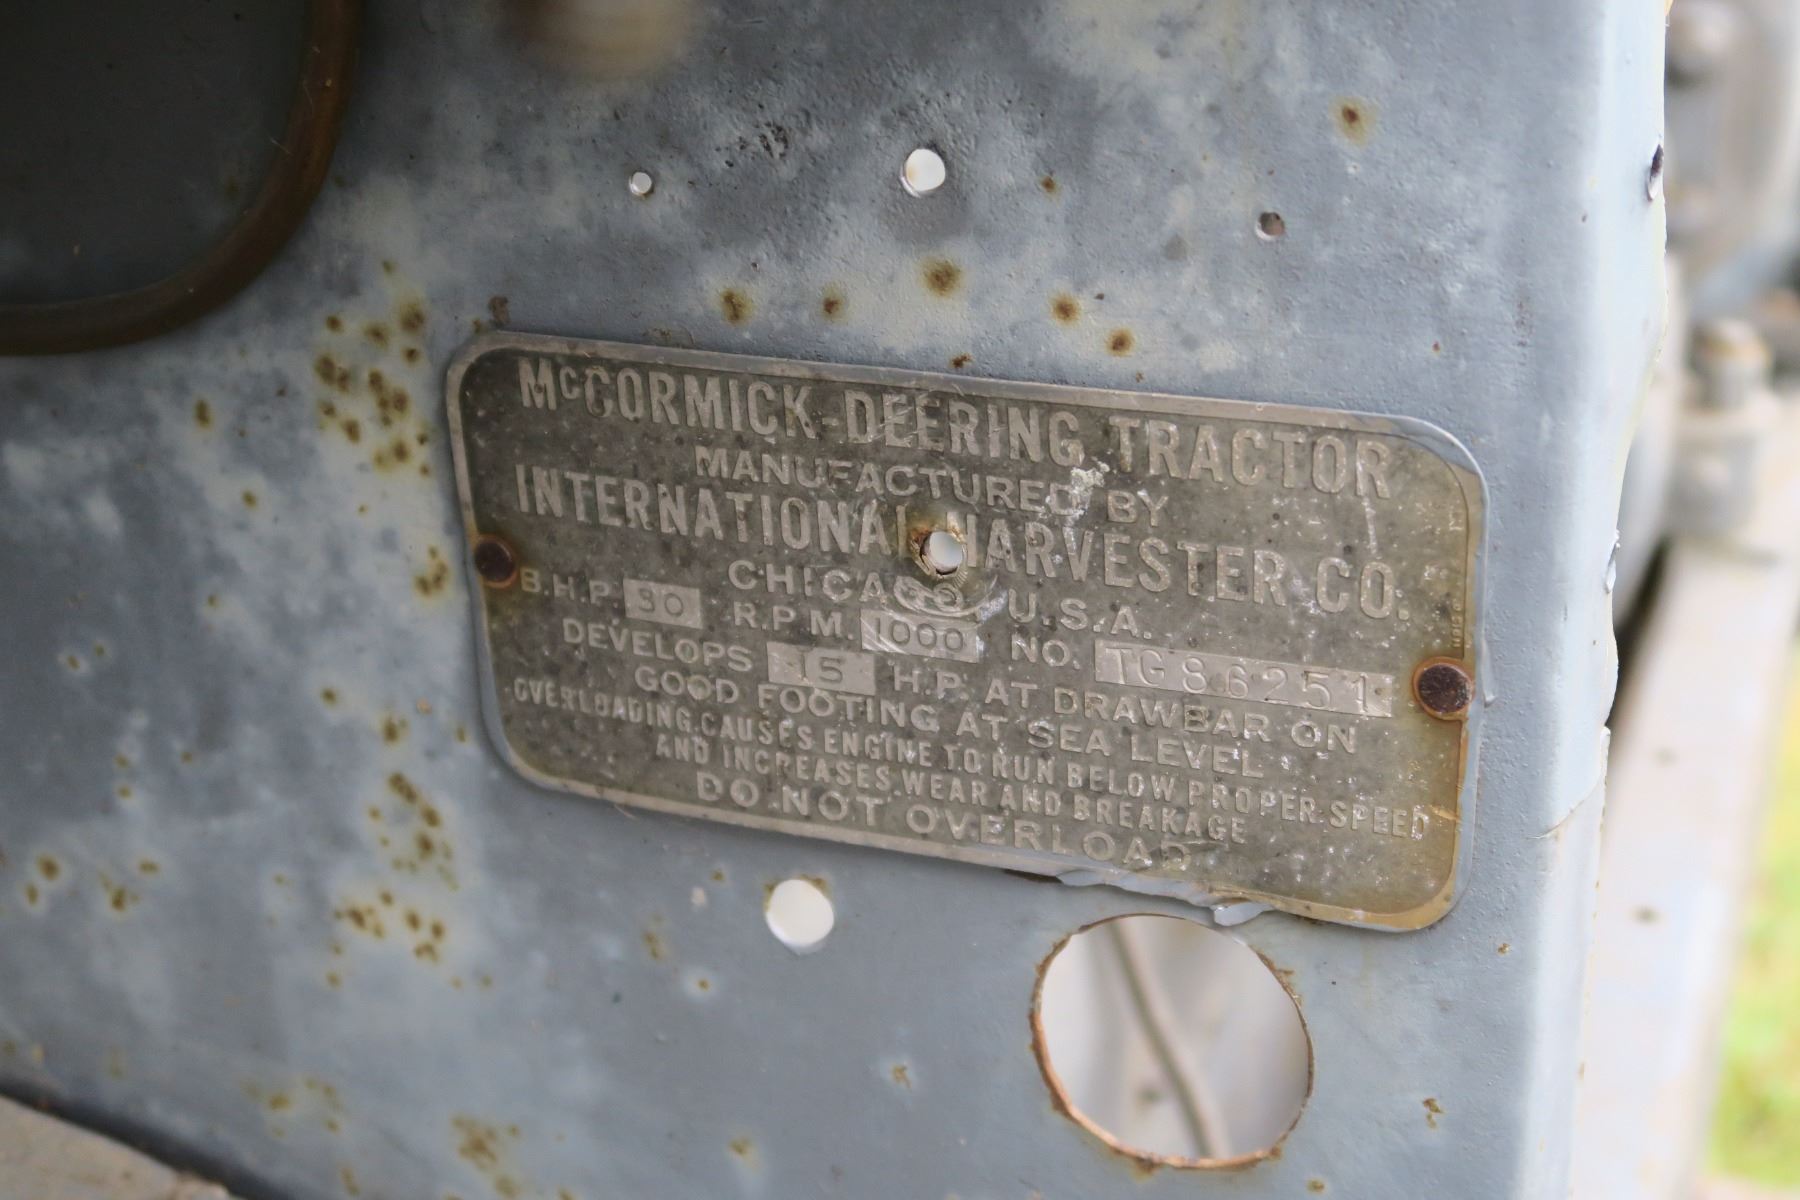 McCORMICK-DEERING TRACTOR
MANUFACTURED BY
INTERNATIONAL HARVESTER CO.
CHICAGO U.S.A.
B.H.P. 30 R.P.M. 1000 NO. TG86251
DEVELOPS 15 H.P. AT DRAWBAR ON
GOOD FOOTING AT SEA LEVEL
OVERLOADING CAUSES ENGINE TO RUN BELOW PROPER SPEED
AND INCREASES WEAR AND BREAKAGE
DO NOT OVERLOAD